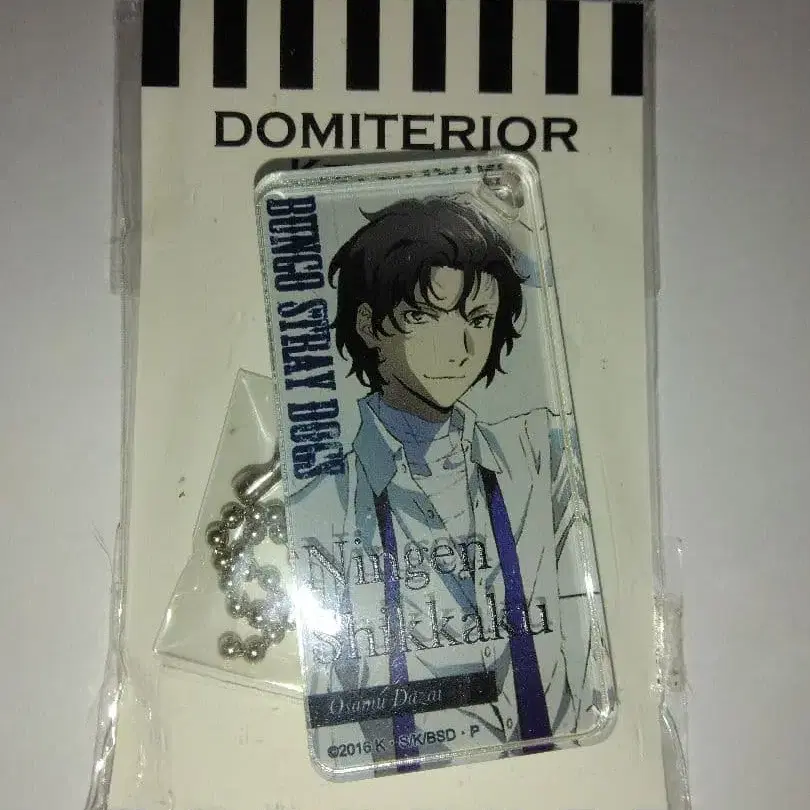 DOMITERIOR
BUNGO STRAY DOGS
Ningen
Shikkaku
Osamu Dazai
©2016 K・S/K/BSD・P